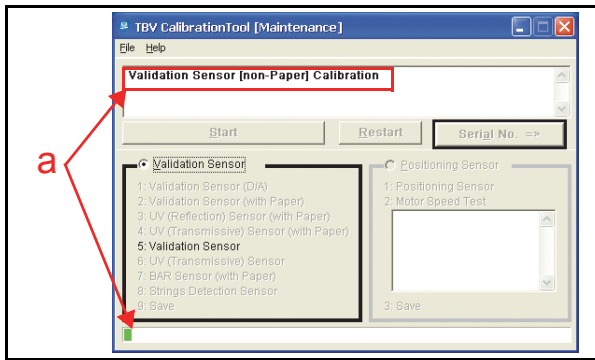 TBV CalibrationTool [Maintenance]
File Help
Validation Sensor [non-Paper] Calibration
Start Restart Serial No. =>
a
Validation Sensor
1: Validation Sensor (D/A)
2: Validation Sensor (with Paper)
3: UV (Reflection) Sensor (with Paper)
4: UV (Transmissive) Sensor (with Paper)
5: Validation Sensor
6: UV (Transmissive) Sensor
7: BAR Sensor (with Paper)
8: Strings Detection Sensor
9: Save
Positioning Sensor
1: Positioning Sensor
2: Motor Speed Test
3: Save